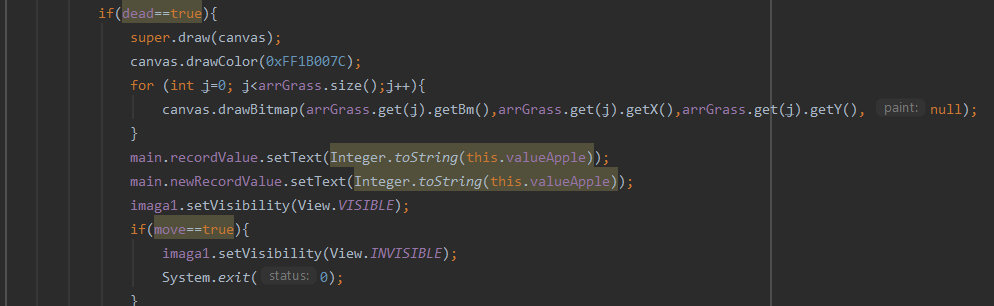 if(dead==true){
super.draw(canvas);
canvas.drawColor(0xFF1B007C);
for (int j=0; j<arrGrass.size();j++){
canvas.drawBitmap(arrGrass.get(j).getBm(),arrGrass.get(j).getX(),arrGrass.get(j).getY(), paint: null);
}
main.recordValue.setText(Integer.toString(this.valueApple));
main.newRecordValue.setText(Integer.toString(this.valueApple));
imaga1.setVisibility(View.VISIBLE);
if(move==true){
imaga1.setVisibility(View.INVISIBLE);
System.exit( status: 0);
}